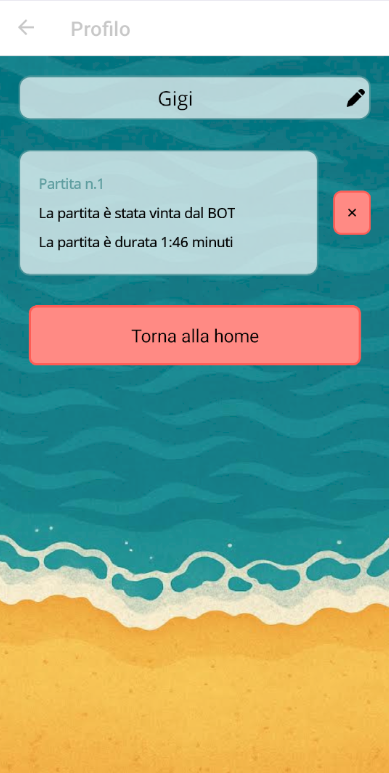 Profilo
Gigi
Partita n.1
La partita è stata vinta dal BOT
La partita è durata 1:46 minuti
×
Torna alla home